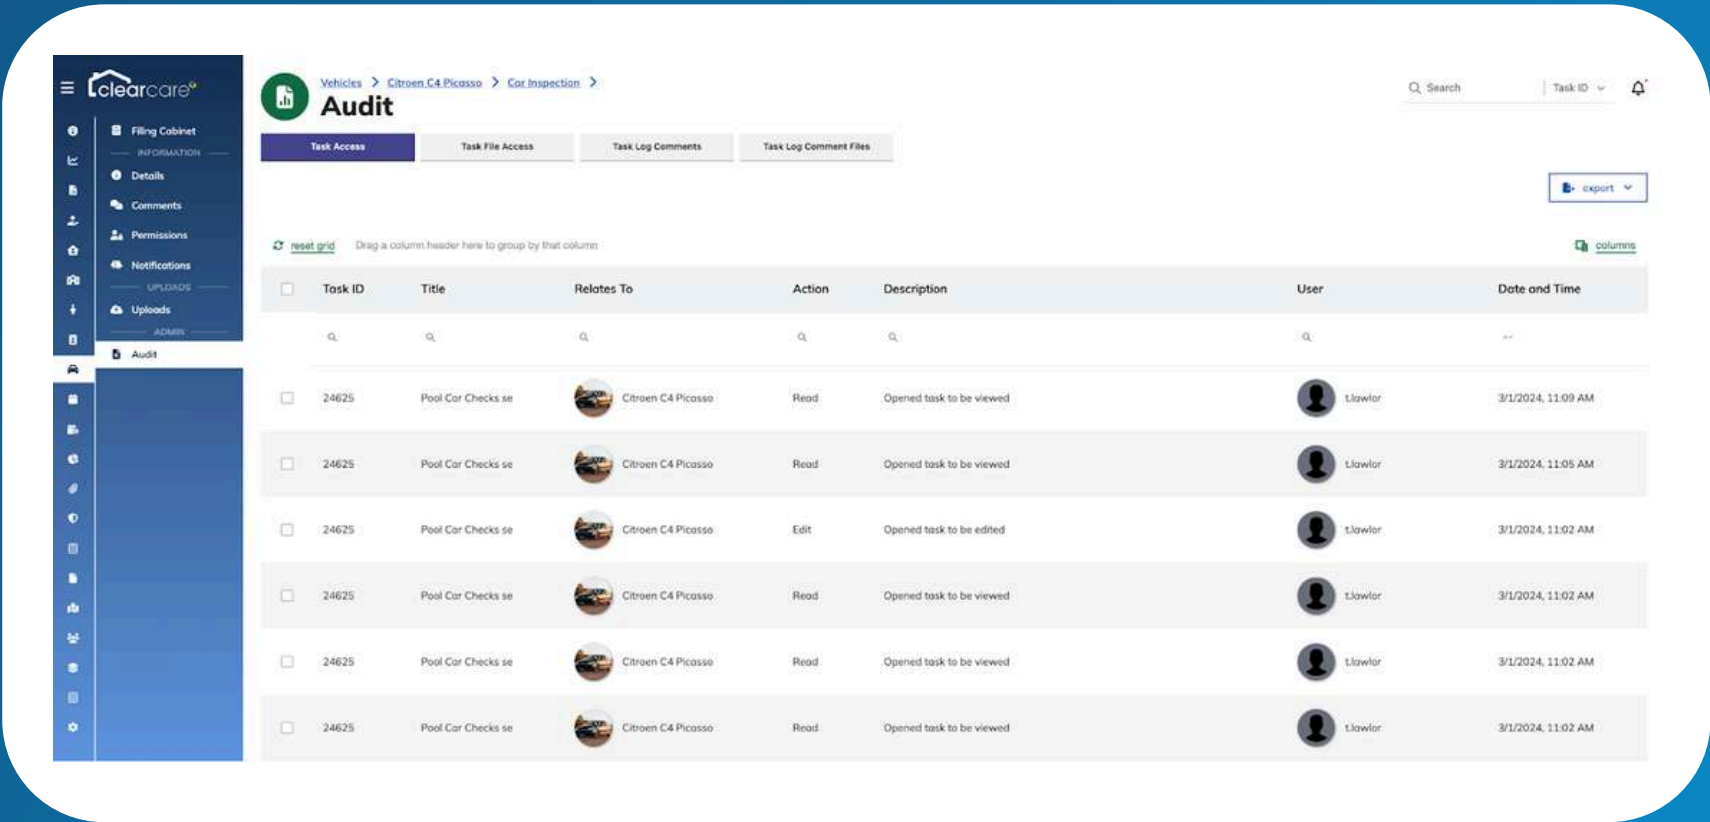 clearcare
Filing Cabinet
INFORMATION
Details
Comments
Permissions
Notifications
UPLOADS
Uploads
ADMIN
Audit
Vehicles > Citroen C4 Picasso > Car Inspection >
Audit
Search
Task ID
Task Access
Task File Access
Task Log Comments
Task Log Comment Files
export
reset grid
Drag a column header here to group by that column
columns
Task ID Title Relates To Action Description User Date and Time
24625 Pool Car Checks se Citroen C4 Picasso Read Opened task to be viewed t.lawlor 3/1/2024, 11:09 AM
24625 Pool Car Checks se Citroen C4 Picasso Read Opened task to be viewed t.lawlor 3/1/2024, 11:05 AM
24625 Pool Car Checks se Citroen C4 Picasso Edit Opened task to be edited t.lawlor 3/1/2024, 11:02 AM
24625 Pool Car Checks se Citroen C4 Picasso Read Opened task to be viewed t.lawlor 3/1/2024, 11:02 AM
24625 Pool Car Checks se Citroen C4 Picasso Read Opened task to be viewed t.lawlor 3/1/2024, 11:02 AM
24625 Pool Car Checks se Citroen C4 Picasso Read Opened task to be viewed t.lawlor 3/1/2024, 11:02 AM